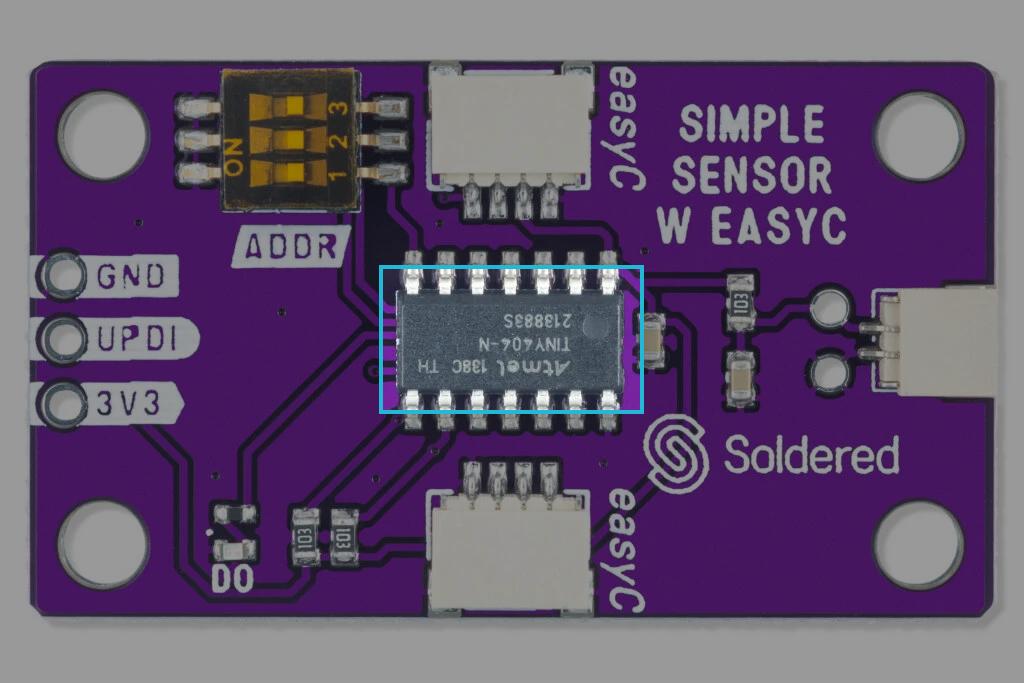 easyC
SIMPLE
SENSOR
W EASYC
ON
1 2 3
ADDR
GND
UPDI
3V3
Atmel 138C TH
TINY404-N
213883S
103
Soldered
103
103
DO
easyC